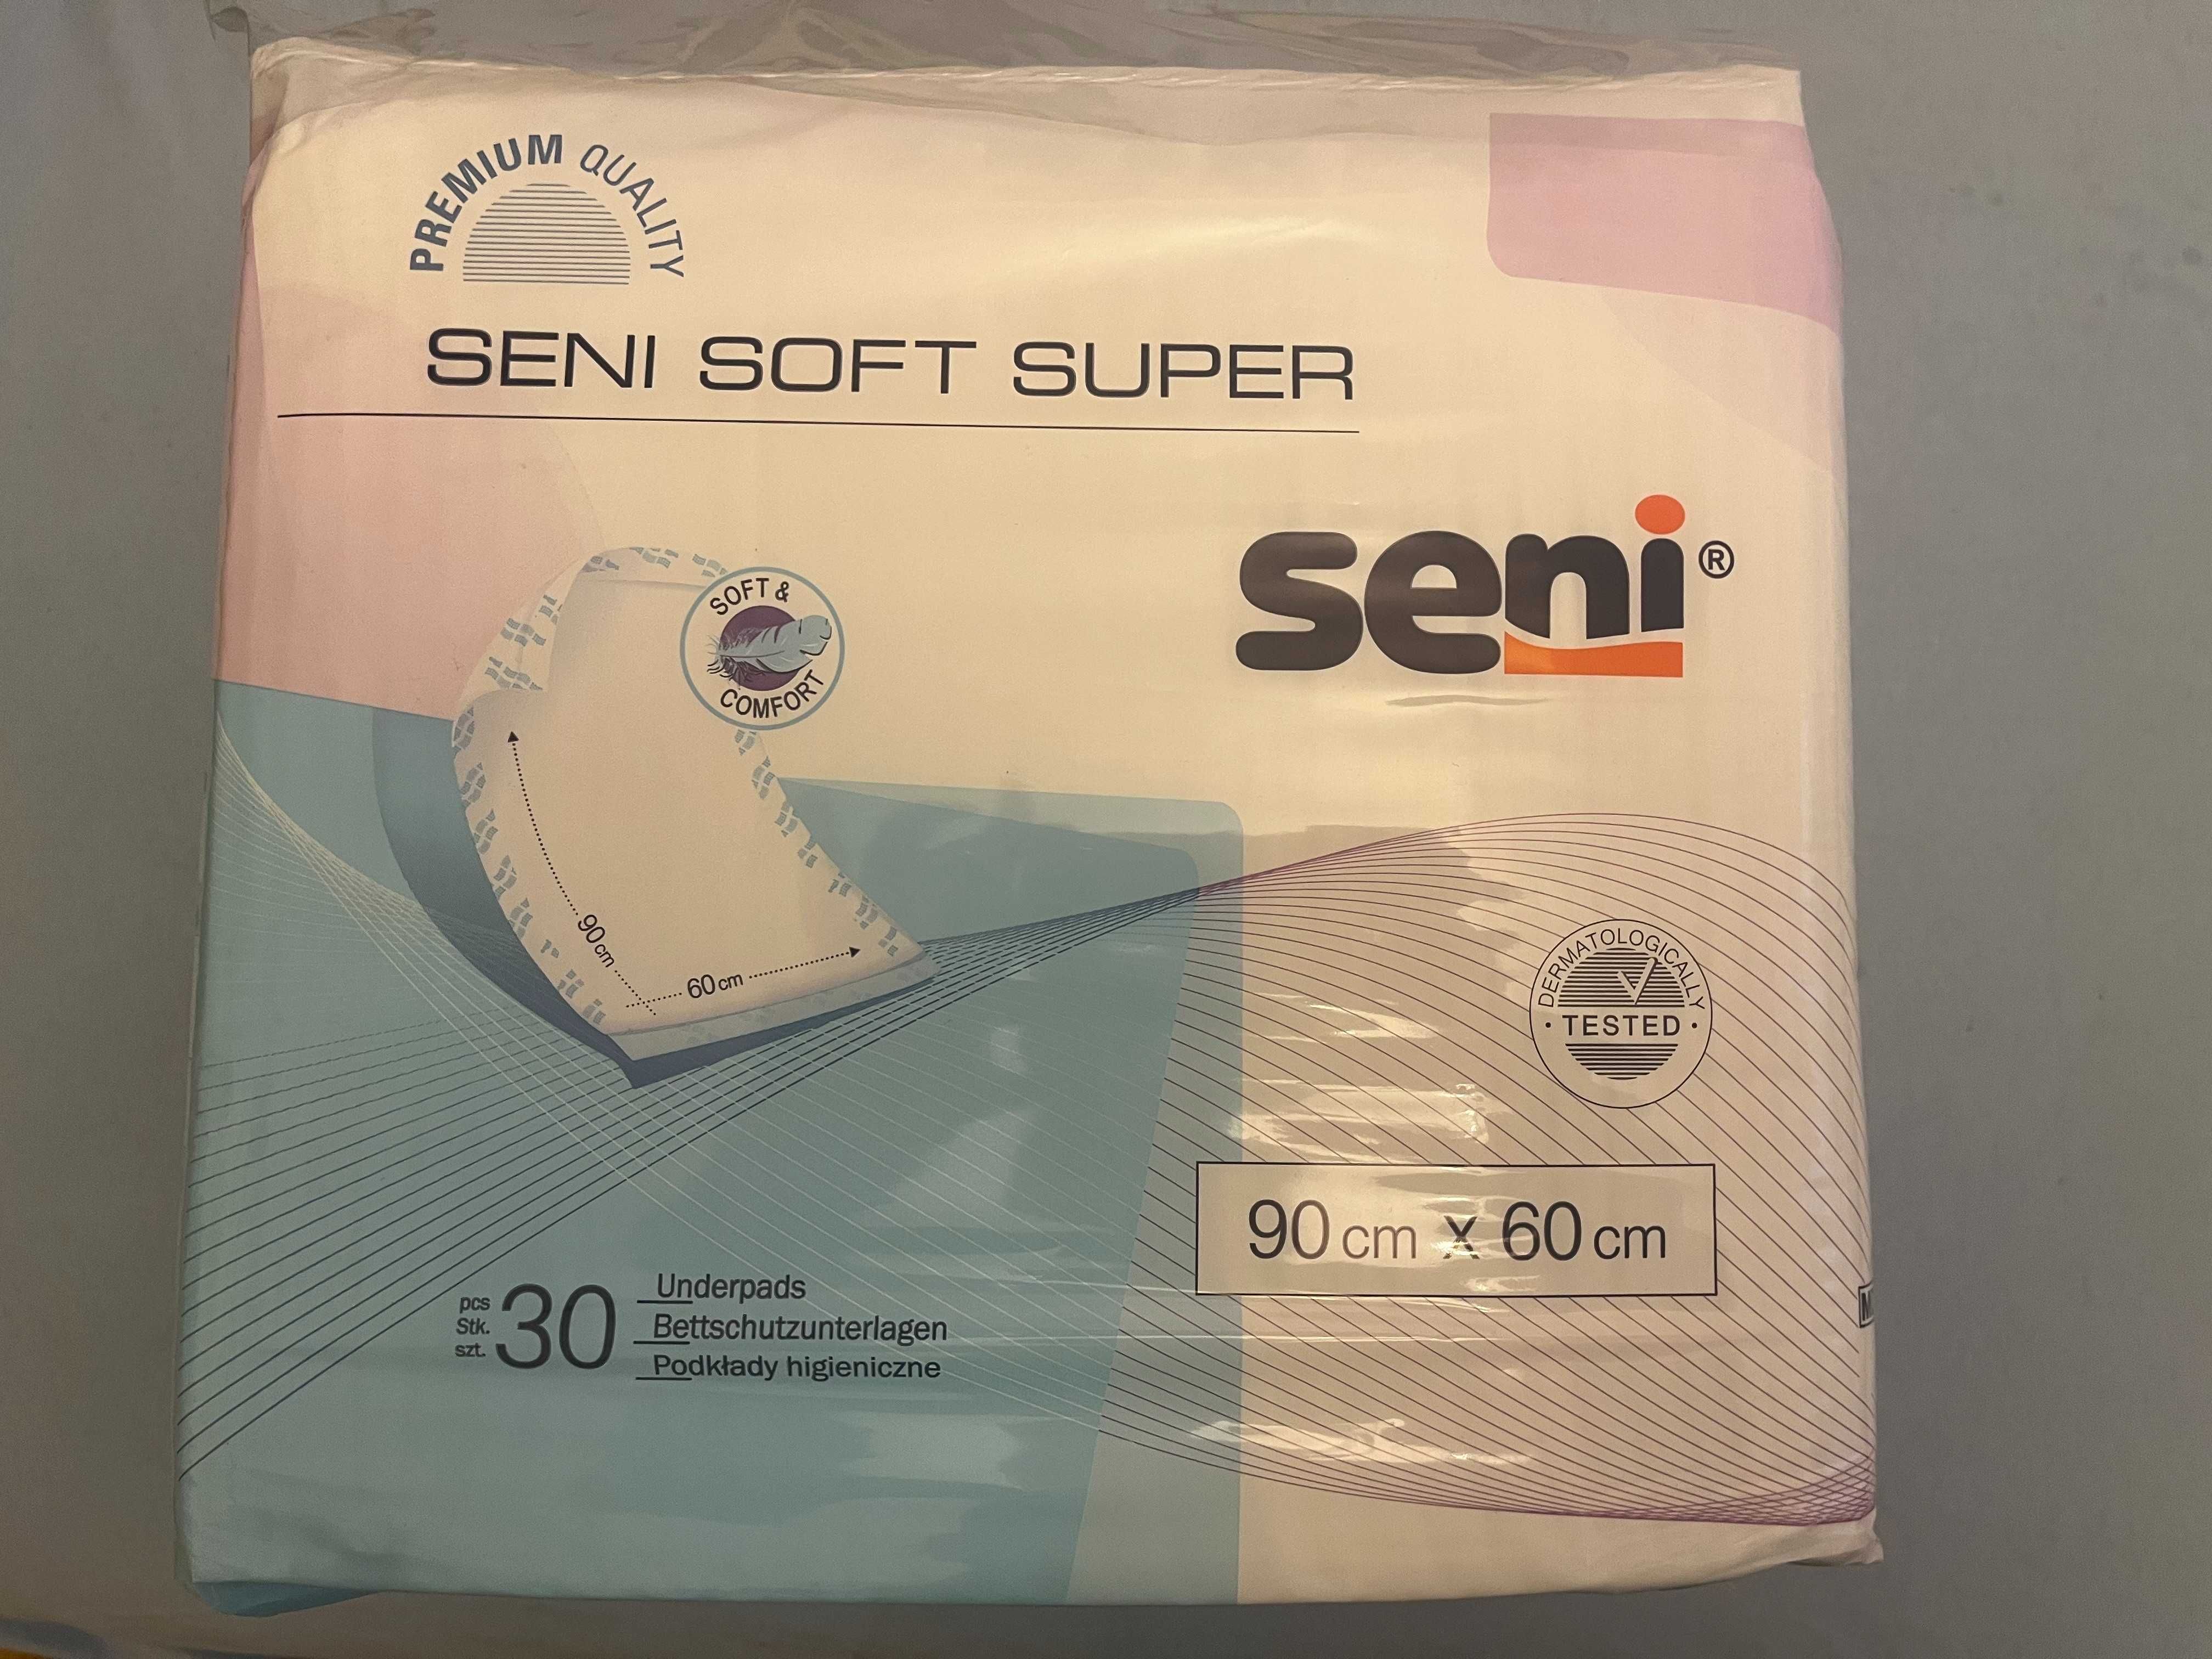 PREMIUM QUALITY
SENI SOFT SUPER
seni®
SOFT &
COMFORT
90 cm
60 cm
DERMATOLOGICALLY
· TESTED ·
90 cm x 60 cm
pcs
Stk.
szt.
30
Underpads
Bettschutzunterlagen
Podkłady higieniczne